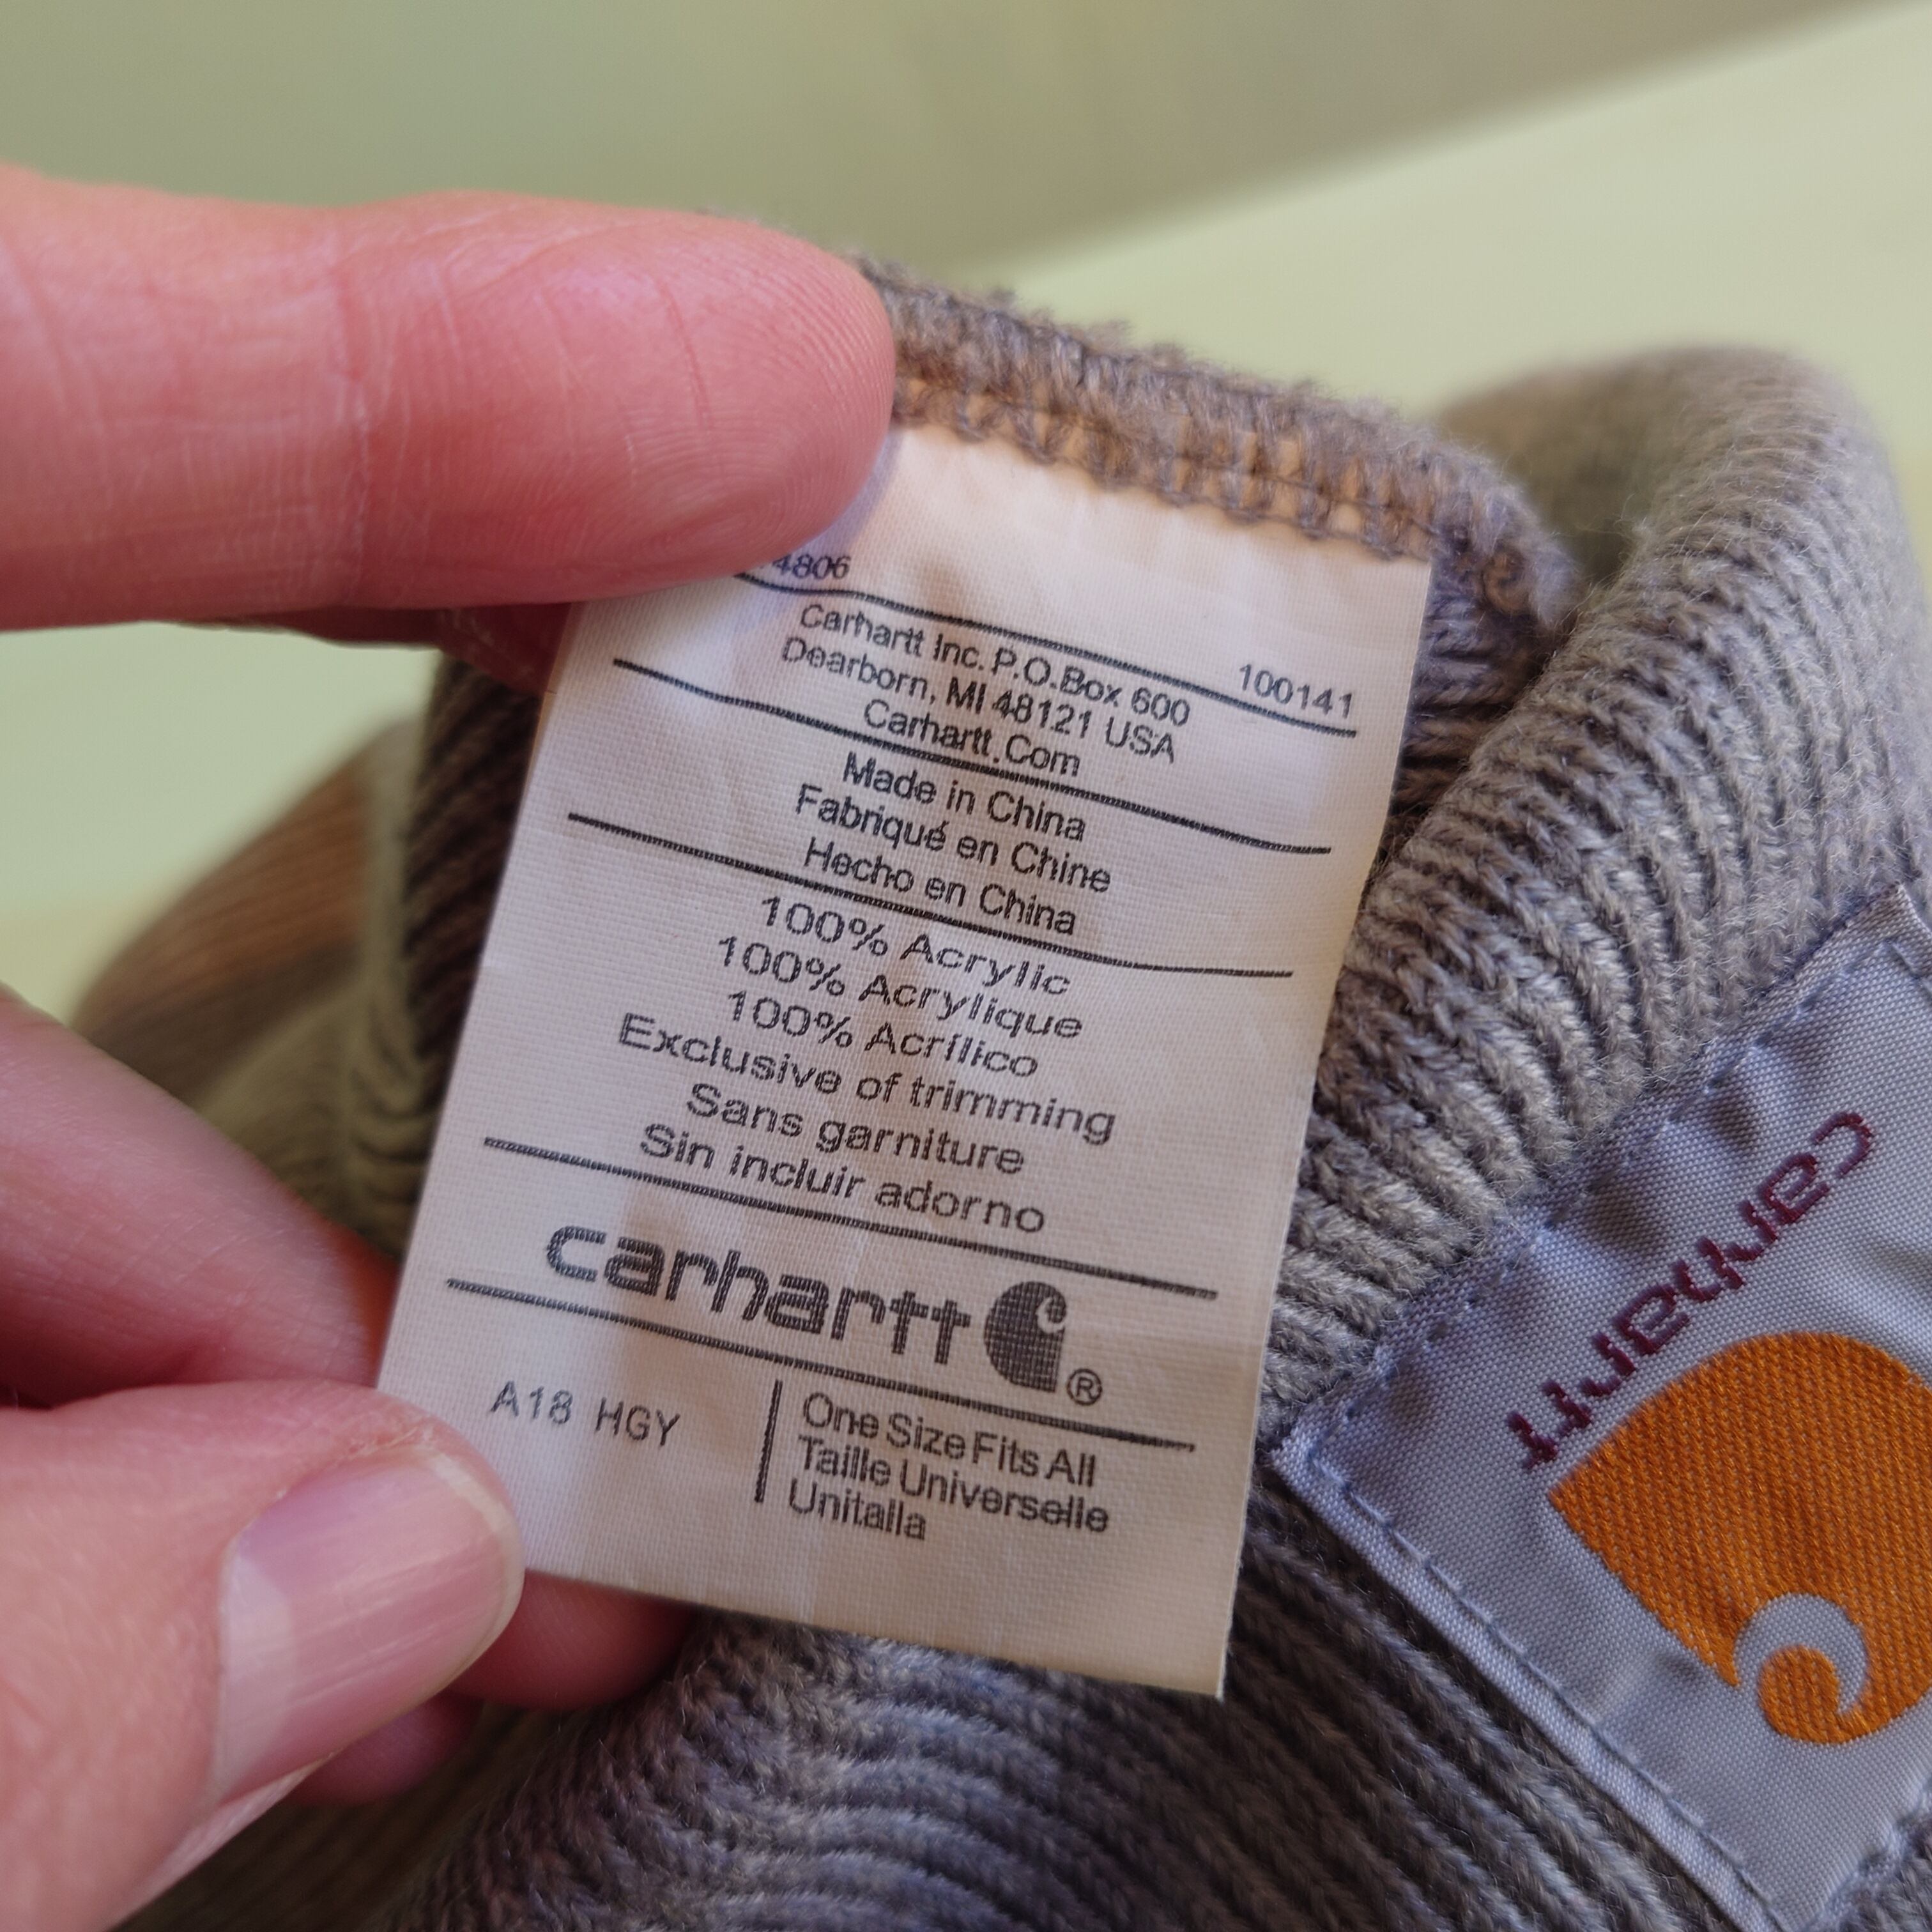 4806
100141
Carhartt Inc. P.O.Box 600
Dearborn, MI 48121 USA
Carhartt.Com
Made in China
Fabriqué en Chine
Hecho en China
100% Acrylic
100% Acrylique
100% Acrílico
Exclusive of trimming
Sans garniture
Sin incluir adorno
carhartt ®
A18 HGY
One Size Fits All
Taille Universelle
Unitalla
carhartt